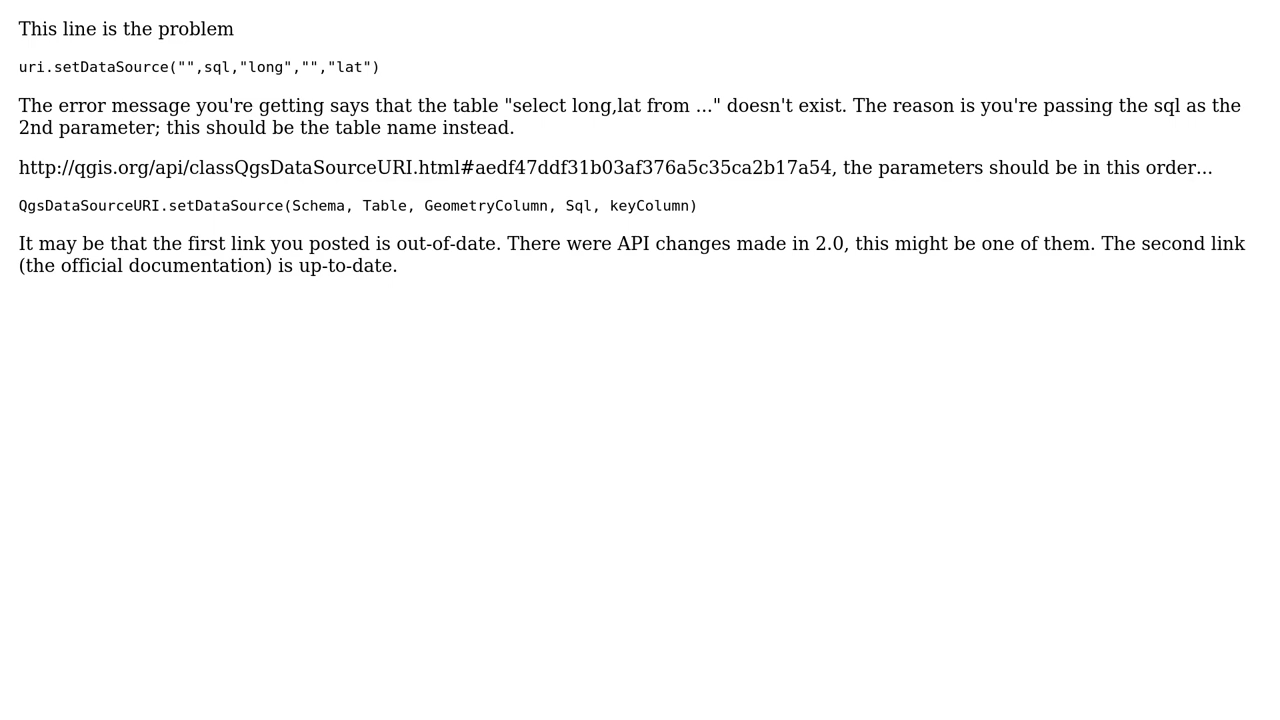 This line is the problem
uri.setDataSource("",sql,"long","","lat")
The error message you're getting says that the table "select long,lat from ..." doesn't exist. The reason is you're passing the sql as the
2nd parameter; this should be the table name instead.
http://qgis.org/api/classQgsDataSourceURI.html#aedf47ddf31b03af376a5c35ca2b17a54, the parameters should be in this order...
QgsDataSourceURI.setDataSource(Schema, Table, GeometryColumn, Sql, keyColumn)
It may be that the first link you posted is out-of-date. There were API changes made in 2.0, this might be one of them. The second link
(the official documentation) is up-to-date.